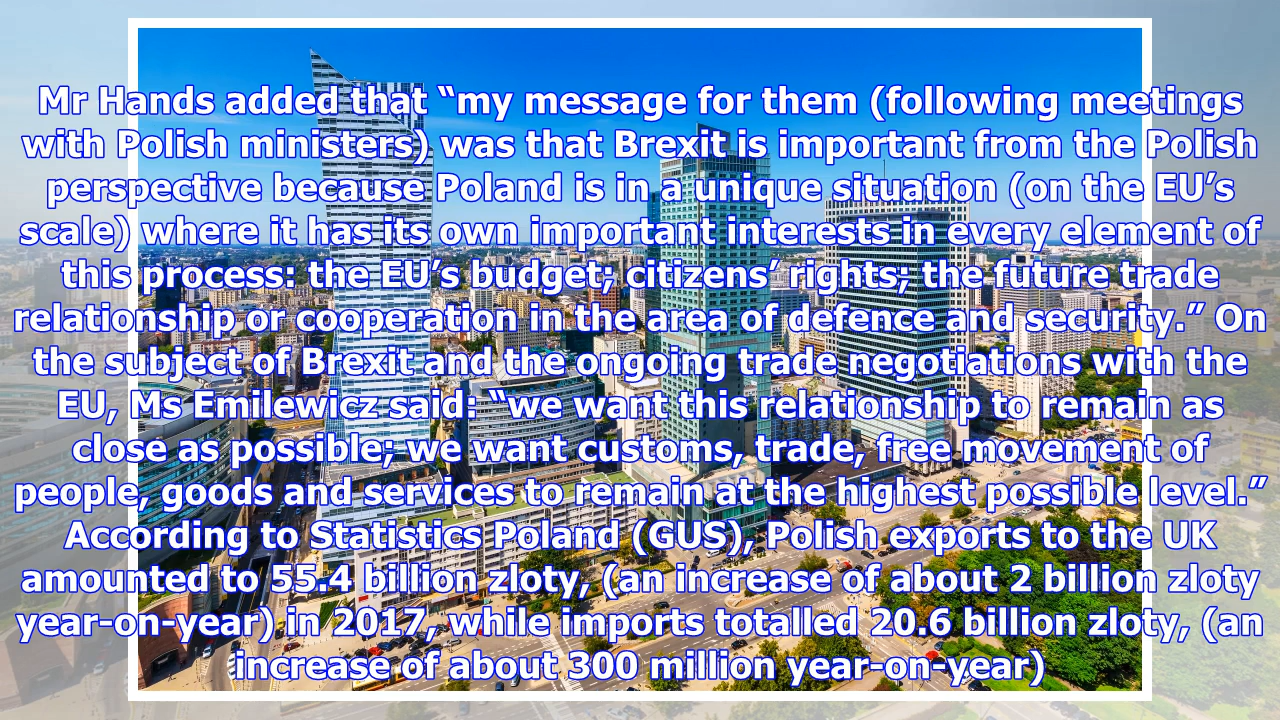 Mr Hands added that “my message for them (following meetings
with Polish ministers) was that Brexit is important from the Polish
perspective because Poland is in a unique situation (on the EU’s
scale) where it has its own important interests in every element of
this process: the EU’s budget; citizens’ rights; the future trade
relationship or cooperation in the area of defence and security.” On
the subject of Brexit and the ongoing trade negotiations with the
EU, Ms Emilewicz said: “we want this relationship to remain as
close as possible; we want customs, trade, free movement of
people, goods and services to remain at the highest possible level.”
According to Statistics Poland (GUS), Polish exports to the UK
amounted to 55.4 billion zloty, (an increase of about 2 billion zloty
year-on-year) in 2017, while imports totalled 20.6 billion zloty, (an
increase of about 300 million year-on-year)